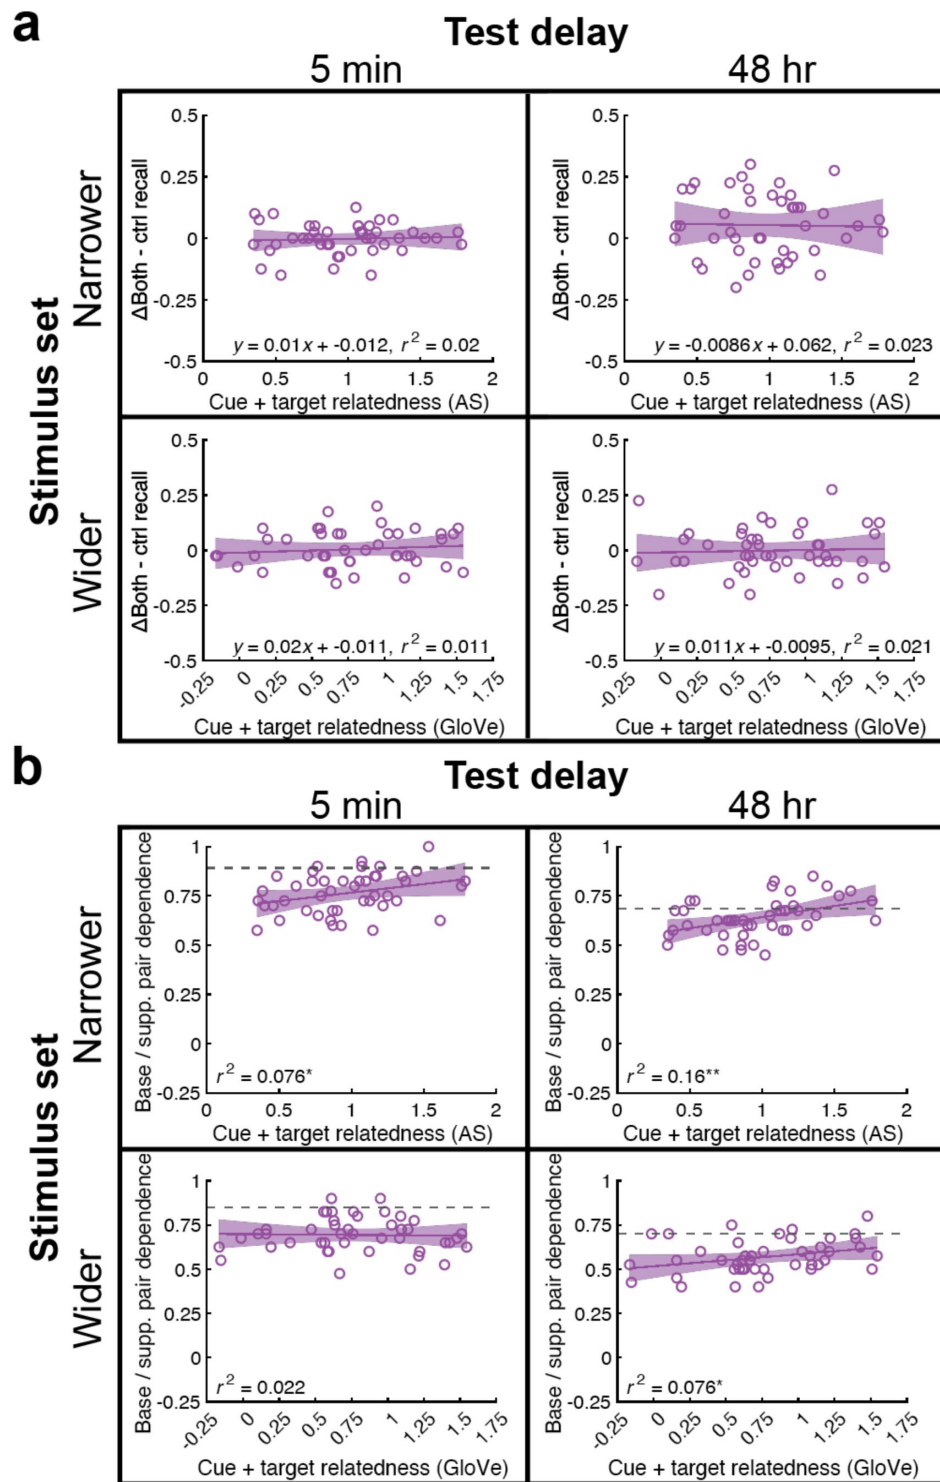 a
Test delay
5 min 48 hr
Stimulus set
Narrower
ΔBoth - ctrl recall
0.5
0.25
0
-0.25
-0.5
y = 0.01x + -0.012, r² = 0.02
0 0.5 1 1.5 2
Cue + target relatedness (AS)
ΔBoth - ctrl recall
0.5
0.25
0
-0.25
-0.5
y = -0.0086x + 0.062, r² = 0.023
0 0.5 1 1.5 2
Cue + target relatedness (AS)
Wider
ΔBoth - ctrl recall
0.5
0.25
0
-0.25
-0.5
y = 0.02x + -0.011, r² = 0.011
-0.25 0 0.25 0.5 0.75 1 1.25 1.5 1.75
Cue + target relatedness (GloVe)
ΔBoth - ctrl recall
0.5
0.25
0
-0.25
-0.5
y = 0.011x + -0.0095, r² = 0.021
-0.25 0 0.25 0.5 0.75 1 1.25 1.5 1.75
Cue + target relatedness (GloVe)
b
Test delay
5 min 48 hr
Stimulus set
Narrower
Base / supp. pair dependence
1
0.75
0.5
0.25
0
-0.25
r² = 0.076*
0 0.5 1 1.5 2
Cue + target relatedness (AS)
Base / supp. pair dependence
1
0.75
0.5
0.25
0
-0.25
r² = 0.16**
0 0.5 1 1.5 2
Cue + target relatedness (AS)
Wider
Base / supp. pair dependence
1
0.75
0.5
0.25
0
-0.25
r² = 0.022
-0.25 0 0.25 0.5 0.75 1 1.25 1.5 1.75
Cue + target relatedness (GloVe)
Base / supp. pair dependence
1
0.75
0.5
0.25
0
-0.25
r² = 0.076*
-0.25 0 0.25 0.5 0.75 1 1.25 1.5 1.75
Cue + target relatedness (GloVe)